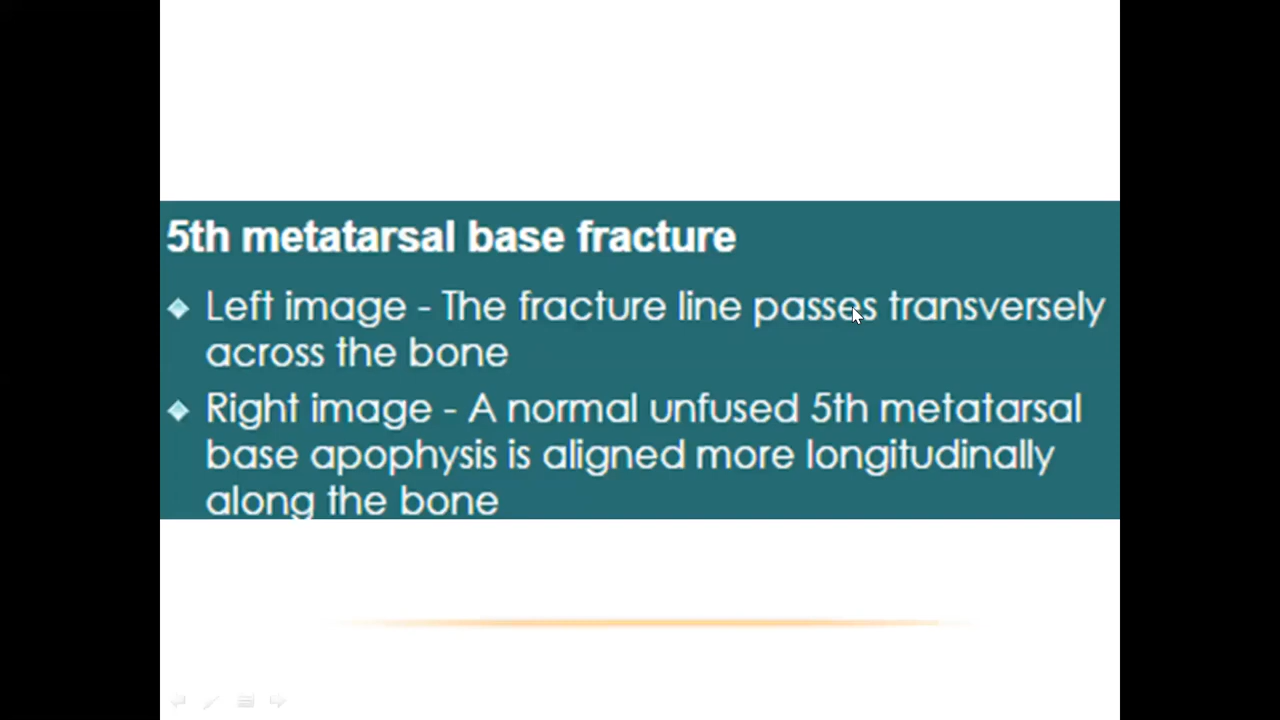 5th metatarsal base fracture
Left image - The fracture line passes transversely
across the bone
Right image - A normal unfused 5th metatarsal
base apophysis is aligned more longitudinally
along the bone